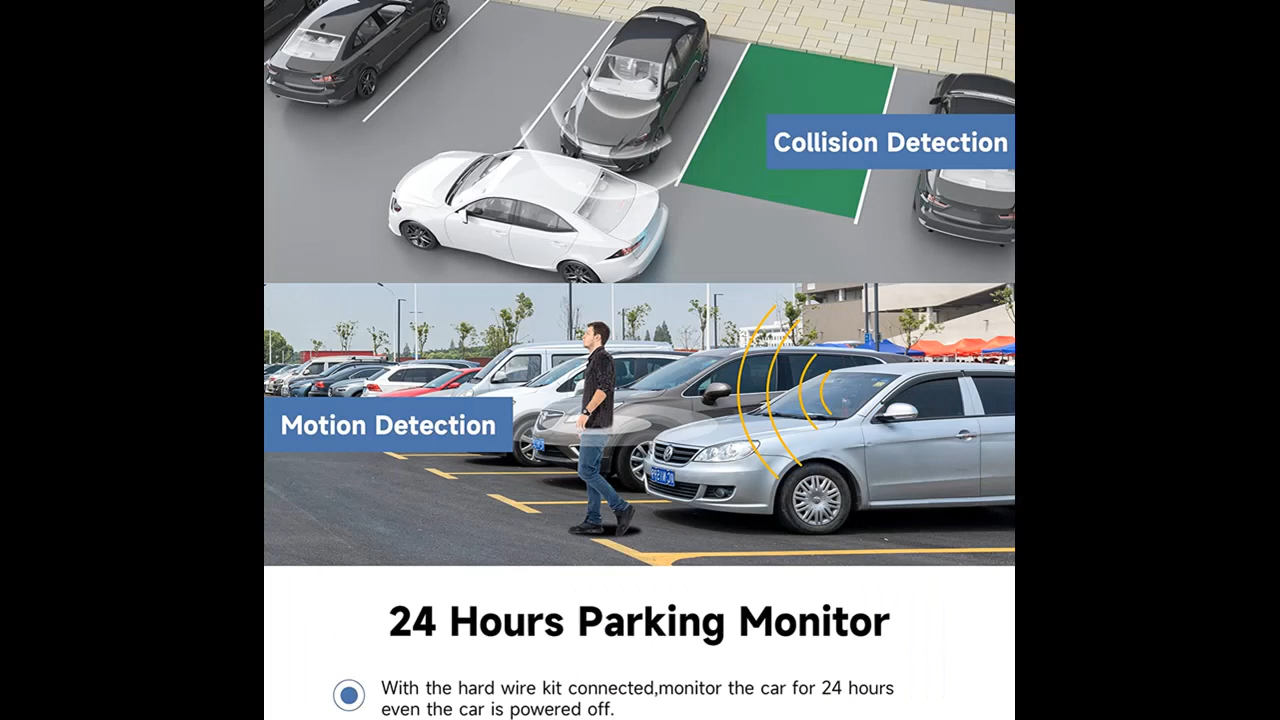 Collision Detection
Motion Detection
24 Hours Parking Monitor
With the hard wire kit connected,monitor the car for 24 hours
even the car is powered off.